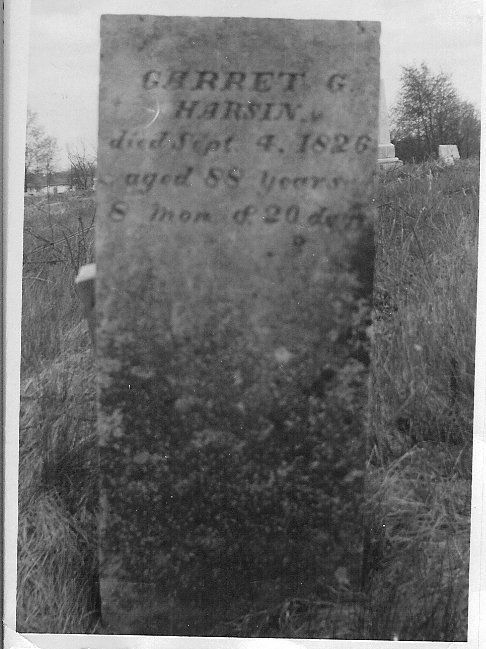 GARRET G.
HARSIN,
died Sept. 4, 1826
aged 88 years
8 mon. & 20 days